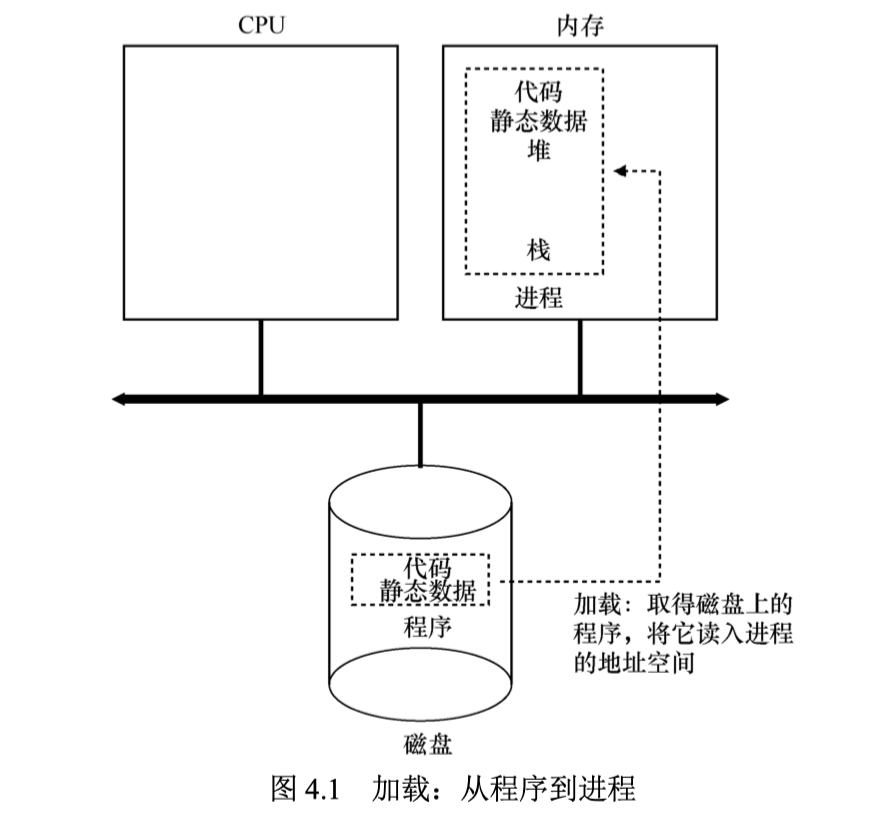 CPU
内存
代码
静态数据
堆
栈
进程
代码
静态数据
程序
加载：取得磁盘上的
程序，将它读入进程
的地址空间
磁盘
图 4.1 加载：从程序到进程